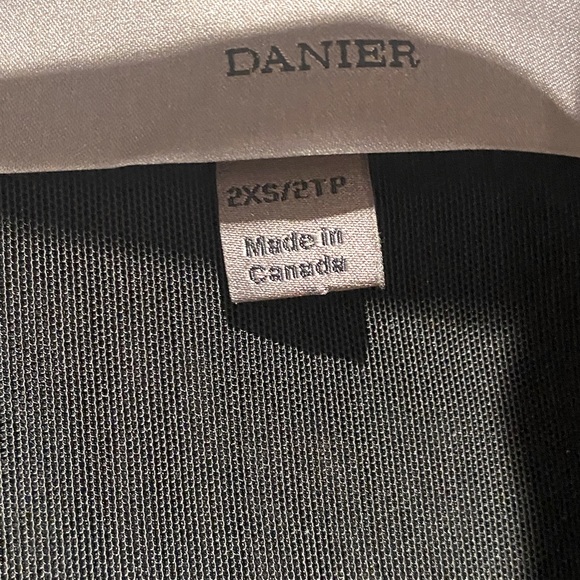 DANIER
2XS/2TP
Made in
Canada